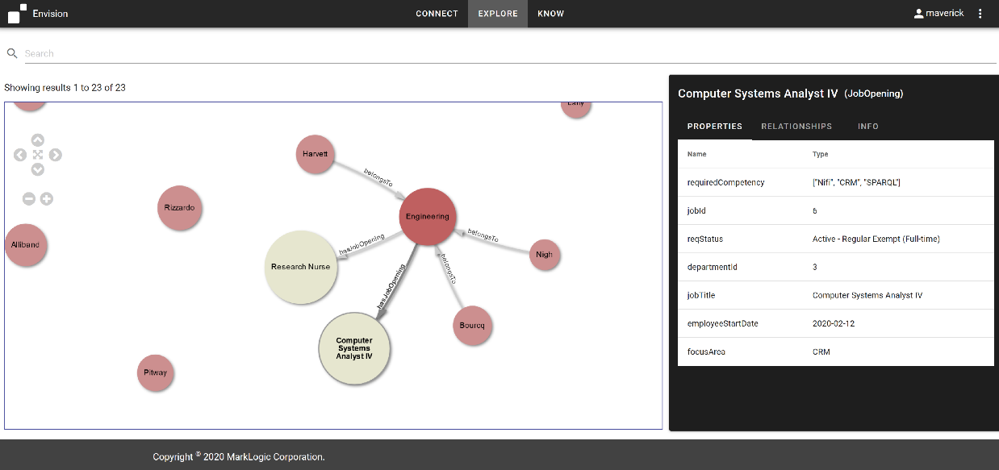 Envision
CONNECT EXPLORE KNOW
maverick
Search
Showing results 1 to 23 of 23
Harvett
belongsTo
Rizzardo
Engineering
Alliband
hasJobOpening
belongsTo
Nigh
Research Nurse
hasJobOpening
belongsTo
Bourcq
Computer
Systems
Analyst IV
Pitway
Computer Systems Analyst IV (JobOpening)
PROPERTIES RELATIONSHIPS INFO
Name Type
requiredCompetency ["Nifi", "CRM", "SPARQL"]
jobId 6
reqStatus Active - Regular Exempt (Full-time)
departmentId 3
jobTitle Computer Systems Analyst IV
employeeStartDate 2020-02-12
focusArea CRM
Copyright © 2020 MarkLogic Corporation.